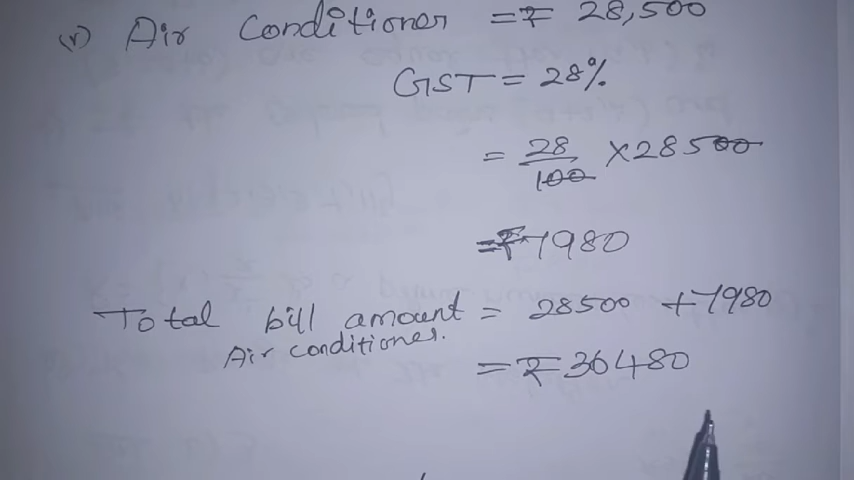 (v) Air Conditioner = ₹ 28,500
GST = 28%
= 28/100 × 28500
= ₹ 7980
Total bill amount = 28500 + 7980
Air conditioner.
= ₹ 36480